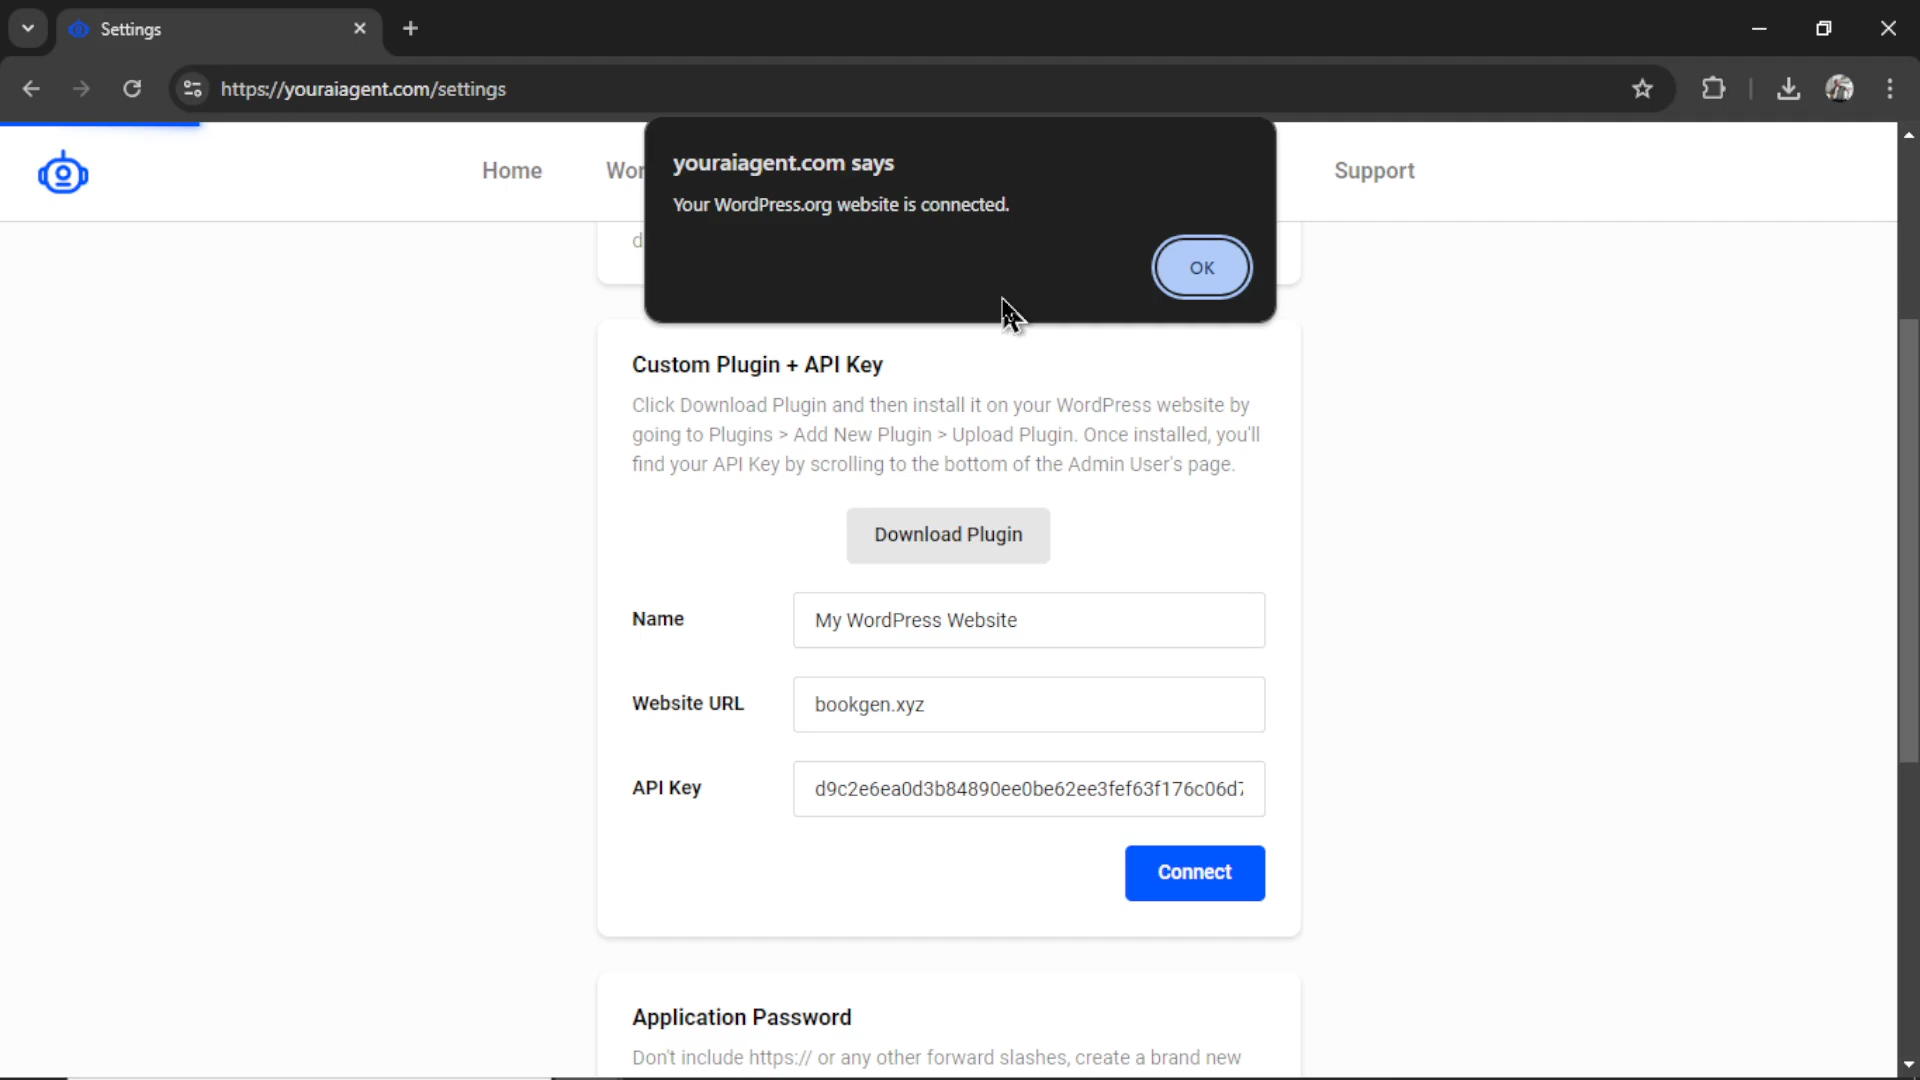 Settings
https://youraiagent.com/settings
Home
Wor
Support
youraiagent.com says
Your WordPress.org website is connected.
OK
d
Custom Plugin + API Key
Click Download Plugin and then install it on your WordPress website by
going to Plugins > Add New Plugin > Upload Plugin. Once installed, you'll
find your API Key by scrolling to the bottom of the Admin User's page.
Download Plugin
Name
My WordPress Website
Website URL
bookgen.xyz
API Key
d9c2e6ea0d3b84890ee0be62ee3fef63f176c06d7
Connect
Application Password
Don't include https:// or any other forward slashes, create a brand new